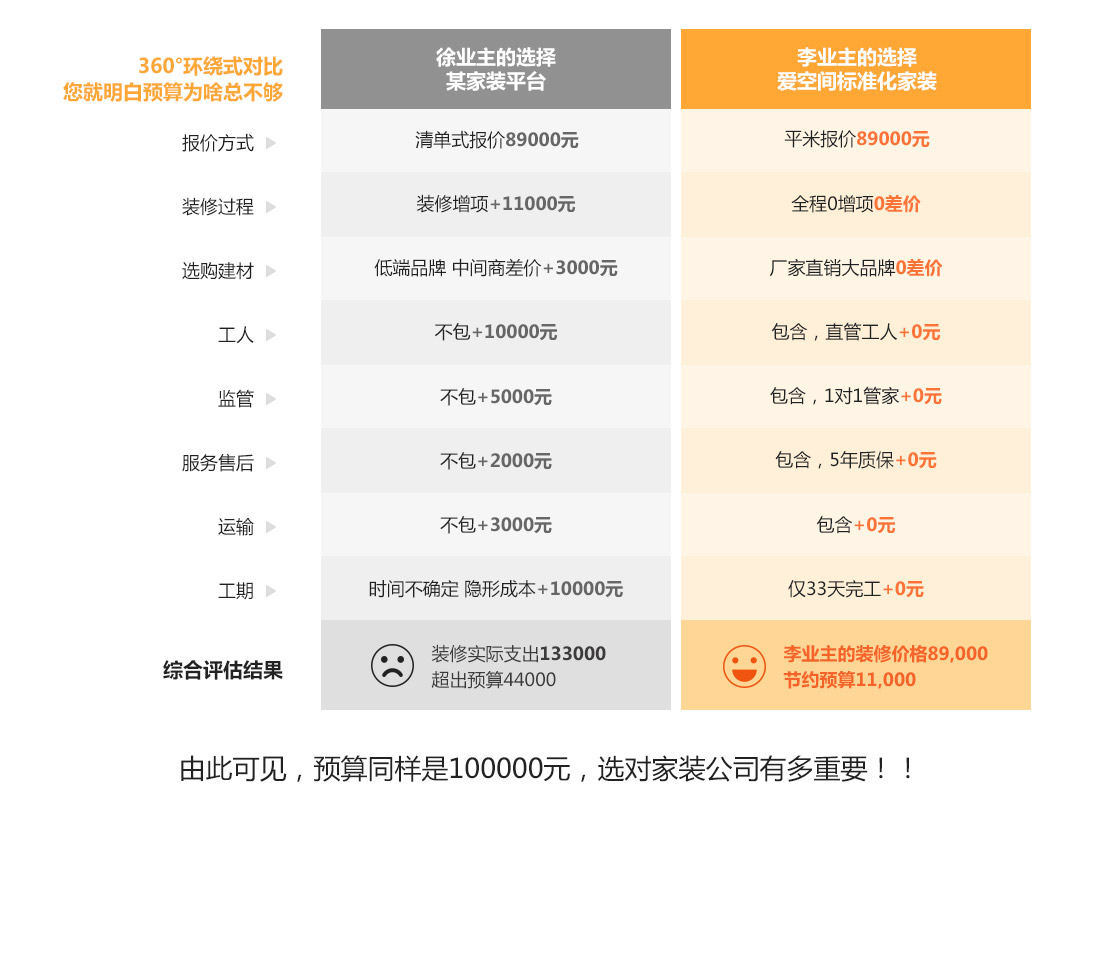 360°环绕式对比
您就明白预算为啥总不够
徐业主的选择
某家装平台
李业主的选择
爱空间标准化家装
报价方式
清单式报价89000元
平米报价89000元
装修过程
装修增项+11000元
全程0增项0差价
选购建材
低端品牌 中间商差价+3000元
厂家直销大品牌0差价
工人
不包+10000元
包含，直管工人+0元
监管
不包+5000元
包含，1对1管家+0元
服务售后
不包+2000元
包含，5年质保+0元
运输
不包+3000元
包含+0元
工期
时间不确定 隐形成本+10000元
仅33天完工+0元
综合评估结果
装修实际支出133000
超出预算44000
李业主的装修价格89,000
节约预算11,000
由此可见，预算同样是100000元，选对家装公司有多重要！！